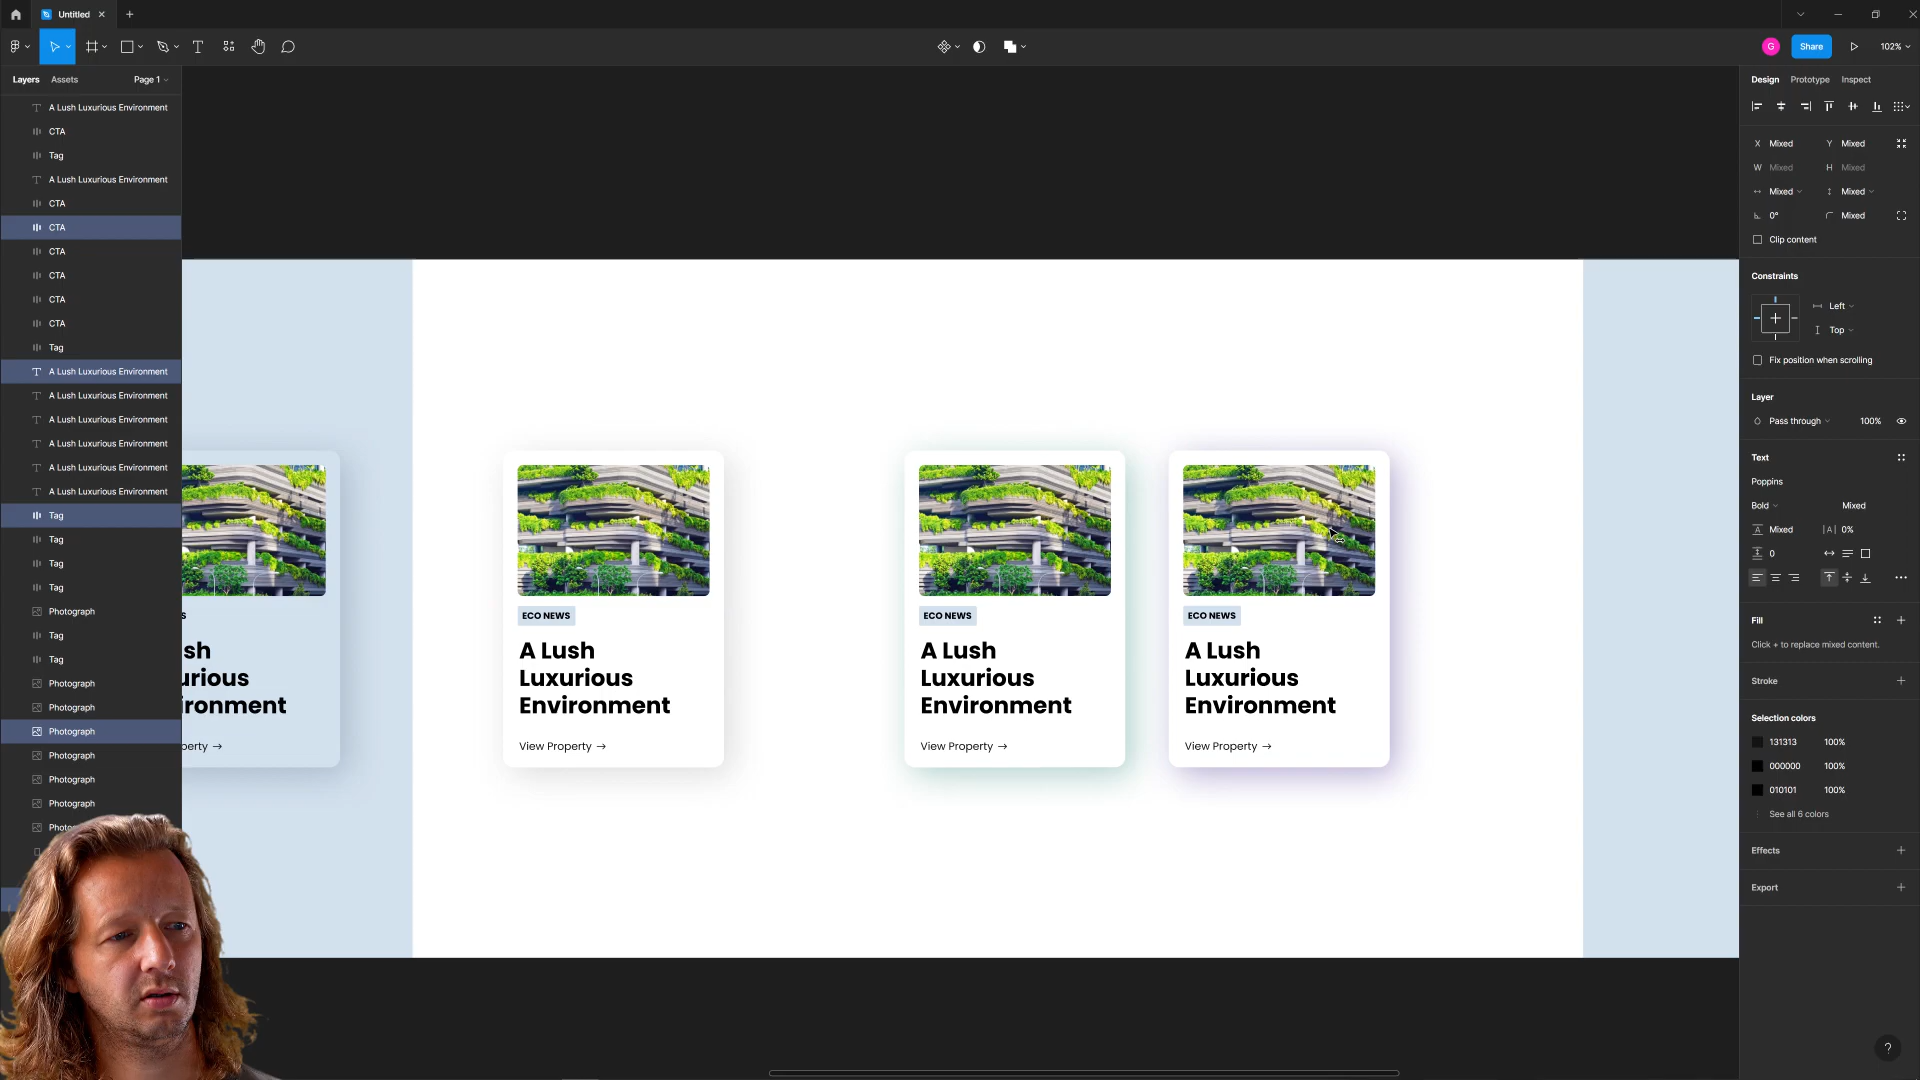 Untitled
G
Share
102%
Layers
Assets
Page 1
A Lush Luxurious Environment
CTA
Tag
A Lush Luxurious Environment
CTA
CTA
CTA
CTA
CTA
CTA
Tag
A Lush Luxurious Environment
A Lush Luxurious Environment
A Lush Luxurious Environment
A Lush Luxurious Environment
A Lush Luxurious Environment
A Lush Luxurious Environment
Tag
Tag
Tag
Tag
Photograph
Tag
Tag
Photograph
Photograph
Photograph
Photograph
Photograph
Photograph
S
sh
urious
ironment
perty →
ECO NEWS
A Lush
Luxurious
Environment
View Property →
ECO NEWS
A Lush
Luxurious
Environment
View Property →
ECO NEWS
A Lush
Luxurious
Environment
View Property →
Design
Prototype
Inspect
X Mixed
Y Mixed
W Mixed
H Mixed
Mixed
Mixed
0°
Mixed
Clip content
Constraints
Left
Top
Fix position when scrolling
Layer
Pass through
100%
Text
Poppins
Bold
Mixed
Mixed
|A| 0%
0
Fill
Click + to replace mixed content.
Stroke
Selection colors
131313 100%
000000 100%
010101 100%
See all 6 colors
Effects
Export
?